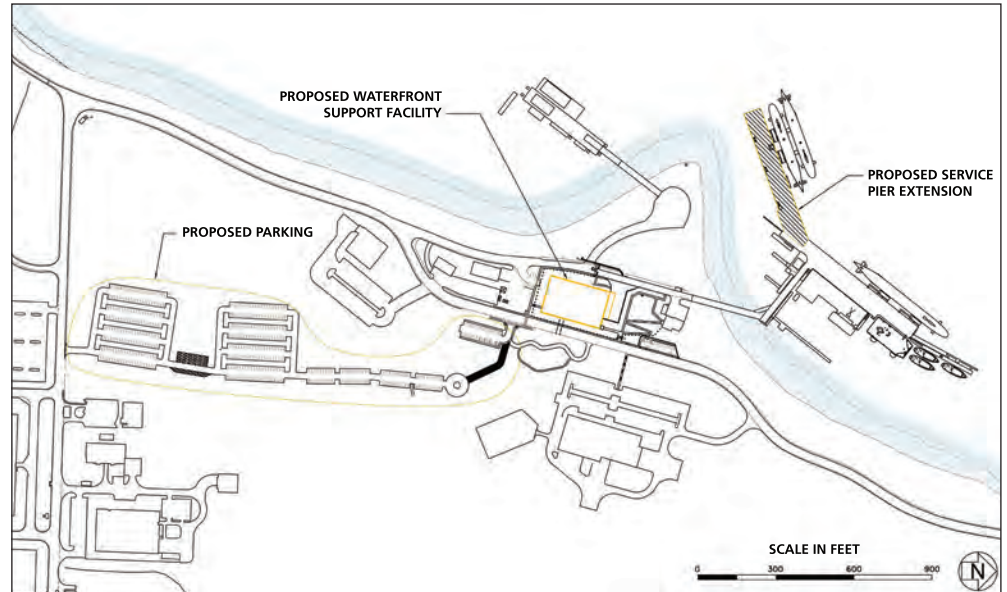 PROPOSED WATERFRONT
SUPPORT FACILITY
PROPOSED SERVICE
PIER EXTENSION
PROPOSED PARKING
SCALE IN FEET
0 300 600 900
N